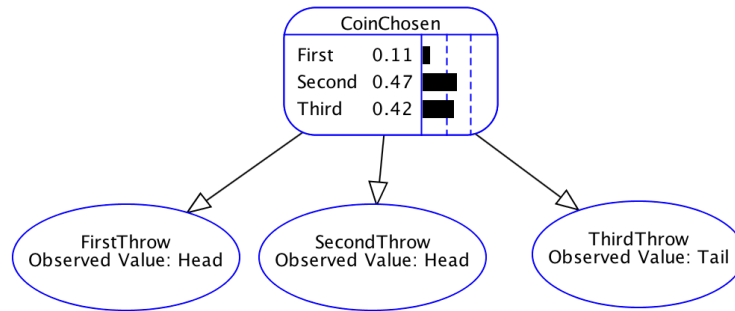 CoinChosen
First 0.11
Second 0.47
Third 0.42
FirstThrow
Observed Value: Head
SecondThrow
Observed Value: Head
ThirdThrow
Observed Value: Tail